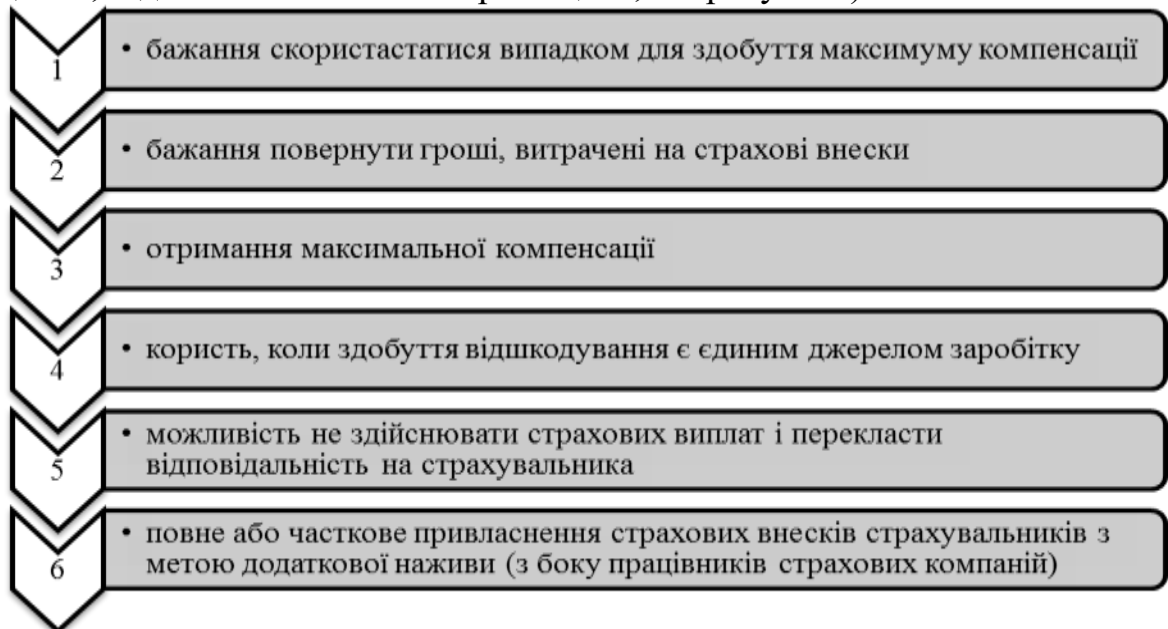 1
• бажання скористастатися випадком для здобуття максимуму компенсації
2
• бажання повернути гроші, витрачені на страхові внески
3
• отримання максимальної компенсації
4
• користь, коли здобуття відшкодування є єдиним джерелом заробітку
5
• можливість не здійснювати страхових виплат і перекласти
відповідальність на страхувальника
6
• повне або часткове привласнення страхових внесків страхувальників з
метою додаткової наживи (з боку працівників страхових компаній)